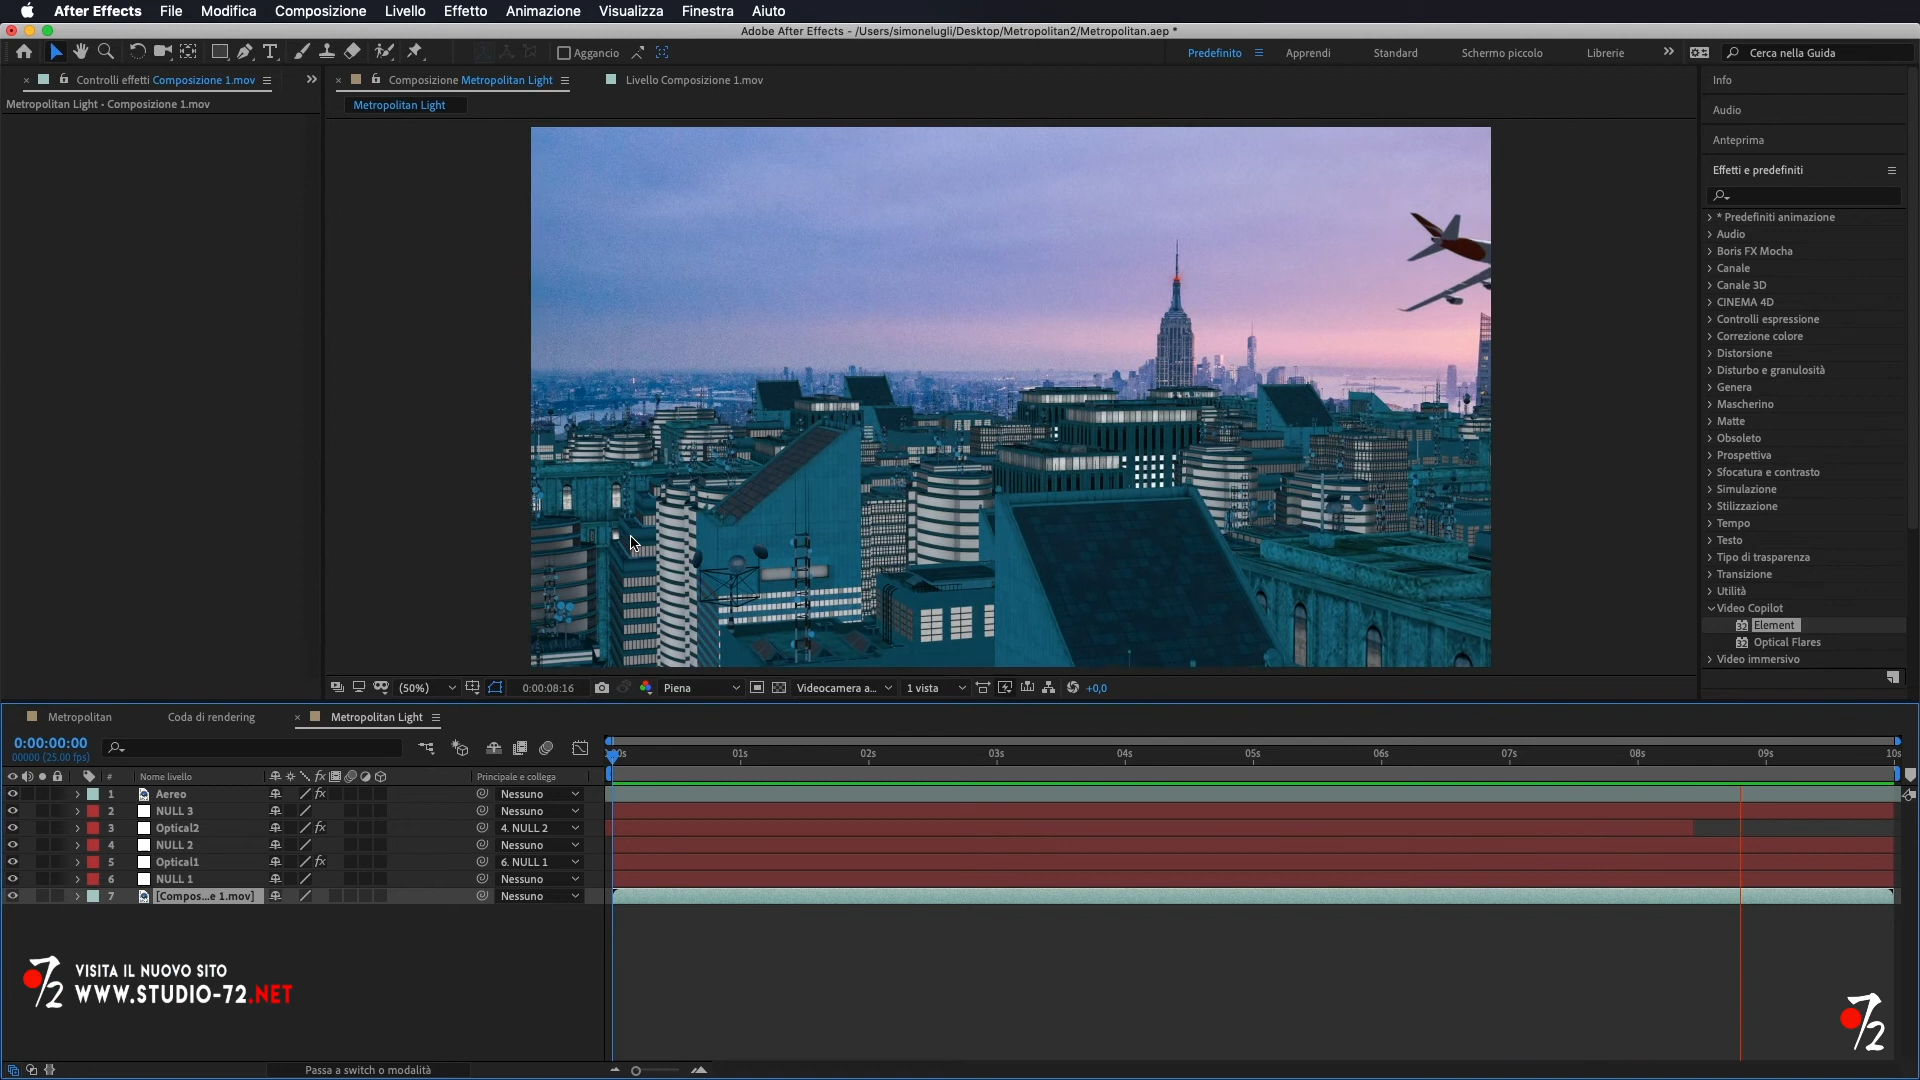 After Effects File Modifica Composizione Livello Effetto Animazione Visualizza Finestra Aiuto
Adobe After Effects - /Users/simonelugli/Desktop/Metropolitan2/Metropolitan.aep *
Aggancio Predefinito Apprendi Standard Schermo piccolo Librerie Cerca nella Guida
Controlli effetti Composizione 1.mov Composizione Metropolitan Light Livello Composizione 1.mov
Metropolitan Light - Composizione 1.mov Metropolitan Light
Info
Audio
Anteprima
Effetti e predefiniti
* Predefiniti animazione
Audio
Boris FX Mocha
Canale
Canale 3D
CINEMA 4D
Controlli espressione
Correzione colore
Distorsione
Disturbo e granulosità
Genera
Mascherino
Matte
Obsoleto
Prospettiva
Sfocatura e contrasto
Simulazione
Stilizzazione
Tempo
Testo
Tipo di trasparenza
Transizione
Utilità
Video Copilot
32 Element
32 Optical Flares
Video immersivo
(50%) 0:00:08:16 Piena Videocamera a... 1 vista +0,0
Metropolitan Coda di rendering Metropolitan Light
0:00:00:00
00000 (25.00 fps)
01s 02s 03s 04s 05s 06s 07s 08s 09s 10s
# Nome livello fx Principale e collega
1 Aereo fx Nessuno
2 NULL 3 Nessuno
3 Optical2 fx 4. NULL 2
4 NULL 2 Nessuno
5 Optical1 fx 6. NULL 1
6 NULL 1 Nessuno
7 [Compos...e 1.mov] Nessuno
72 VISITA IL NUOVO SITO
WWW.STUDIO-72.NET
72
Passa a switch o modalità